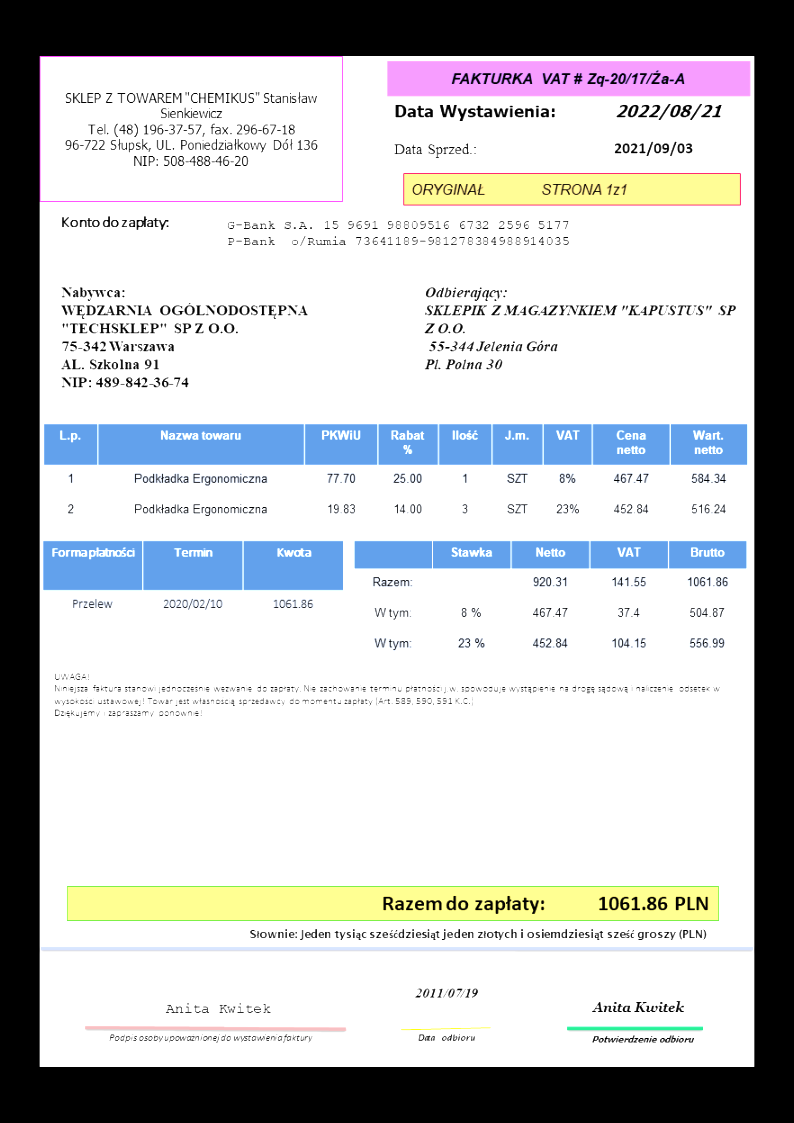 SKLEP Z TOWAREM "CHEMIKUS" Stanisław
Sienkiewicz
Tel. (48) 196-37-57, fax. 296-67-18
96-722 Słupsk, UL. Poniedziałkowy Dół 136
NIP: 508-488-46-20
FAKTURKA VAT # Zq-20/17/Ża-A
Data Wystawienia: 2022/08/21
Data Sprzed.: 2021/09/03
ORYGINAŁ STRONA 1z1
Konto do zapłaty:
G-Bank S.A. 15 9691 98809516 6732 2596 5177
P-Bank o/Rumia 73641189-981278384988914035
Nabywca:
WĘDZARNIA OGÓLNODOSTĘPNA
"TECHSKLEP" SP Z O.O.
75-342 Warszawa
AL. Szkolna 91
NIP: 489-842-36-74
Odbierający:
SKLEPIK Z MAGAZYNKIEM "KAPUSTUS" SP
Z O.O.
55-344 Jelenia Góra
Pl. Polna 30
L.p. Nazwa towaru PKWiU Rabat % Ilość J.m. VAT Cena netto Wart. netto
1 Podkładka Ergonomiczna 77.70 25.00 1 SZT 8% 467.47 584.34
2 Podkładka Ergonomiczna 19.83 14.00 3 SZT 23% 452.84 516.24
Forma płatności Termin Kwota
Przelew 2020/02/10 1061.86
Stawka Netto VAT Brutto
Razem: 920.31 141.55 1061.86
W tym: 8 % 467.47 37.4 504.87
W tym: 23 % 452.84 104.15 556.99
UWAGA!
Niniejsza faktura stanowi jednocześnie wezwanie do zapłaty. Nie zachowanie terminu płatności j.w. spowoduje wystąpienie na drogę sądową i naliczenie odsetek w
wysokości ustawowej! Towar jest własnością sprzedawcy do momentu zapłaty (Art. 589, 590, 591 K.C.)
Dziękujemy i zapraszamy ponownie!
Razem do zapłaty: 1061.86 PLN
Słownie: Jeden tysiąc sześćdziesiąt jeden złotych i osiemdziesiąt sześć groszy (PLN)
Anita Kwitek
Podpis osoby upoważnionej do wystawienia faktury
2011/07/19
Data odbioru
Anita Kwitek
Potwierdzenie odbioru